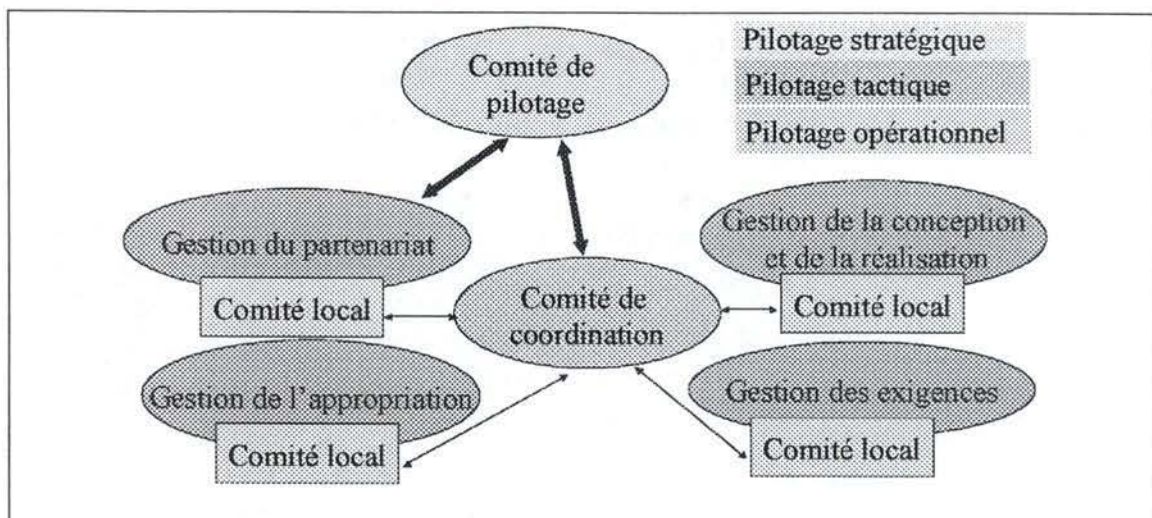 Comité de
pilotage
Pilotage stratégique
Pilotage tactique
Pilotage opérationnel
Gestion du partenariat
Comité local
Comité de
coordination
Gestion de la conception
et de la réalisation
Comité local
Gestion de l'appropriation
Comité local
Gestion des exigences
Comité local